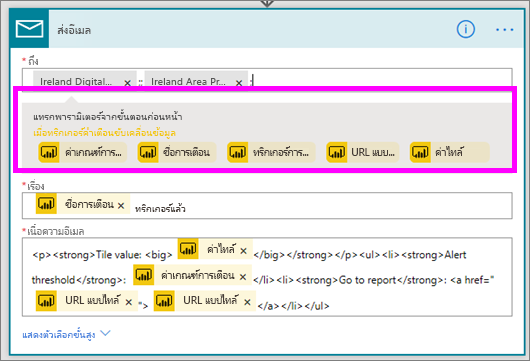 ส่งอีเมล
* ถึง
Ireland Digital... × ; Ireland Area Pr... × ;
แทรกพารามิเตอร์จากขั้นตอนก่อนหน้า
เมื่อทริกเกอร์คำเตือนขับเคลื่อนข้อมูล
ค่าเกณฑ์การ... ชื่อการเตือน ทริกเกอร์การ... URL แบบ... ค่าไทล์
* เรื่อง
ชื่อการเตือน × ทริกเกอร์แล้ว
* เนื้อความอีเมล
<p><strong>Tile value: <big> ค่าไทล์ × </big></strong></p><ul><li><strong>Alert
threshold</strong>: ค่าเกณฑ์การเตือน × </li><li><strong>Go to report</strong>: <a href="
URL แบบไทล์ × "> URL แบบไทล์ × </a></li></ul>
แสดงตัวเลือกขั้นสูง